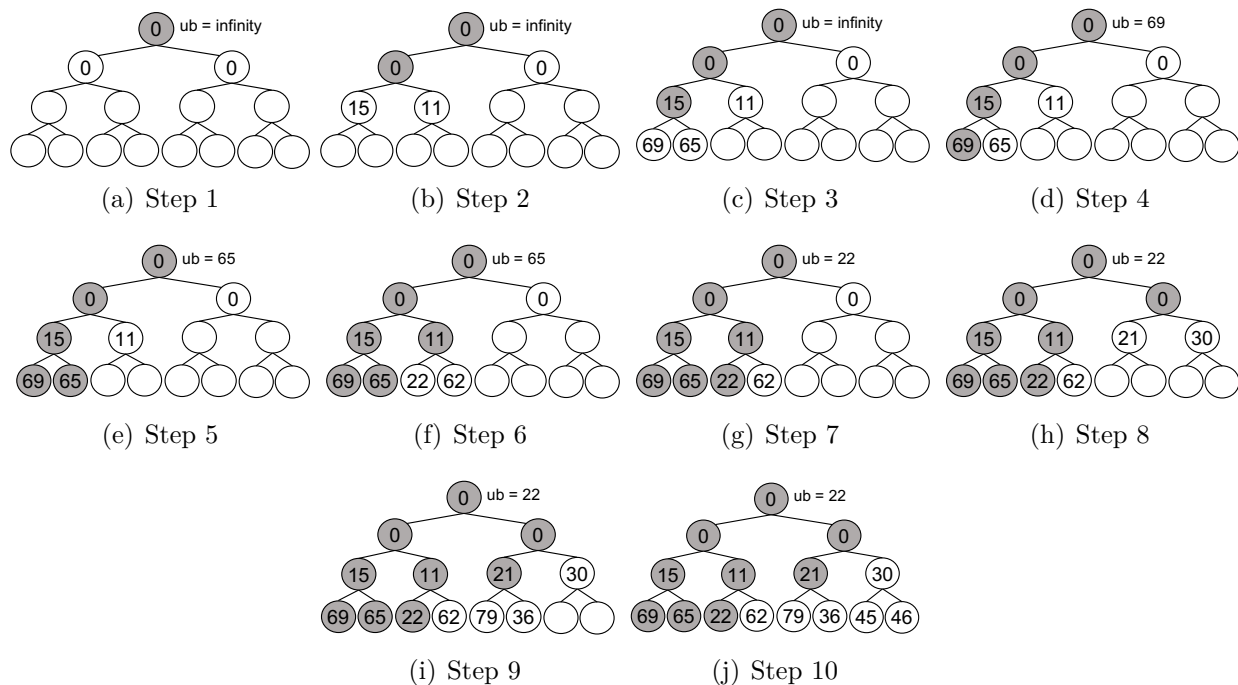 0 ub = infinity 0 ub = infinity 0 ub = infinity 0 ub = 69
0 0 0 0 0 0 0 0
15 11 15 11 15 11
69 65 69 65
(a) Step 1 (b) Step 2 (c) Step 3 (d) Step 4
0 ub = 65 0 ub = 65 0 ub = 22 0 ub = 22
0 0 0 0 0 0 0 0
15 11 15 11 15 11 15 11 21 30
69 65 69 65 22 62 69 65 22 62 69 65 22 62
(e) Step 5 (f) Step 6 (g) Step 7 (h) Step 8
0 ub = 22 0 ub = 22
0 0 0 0
15 11 21 30 15 11 21 30
69 65 22 62 79 36 69 65 22 62 79 36 45 46
(i) Step 9 (j) Step 10